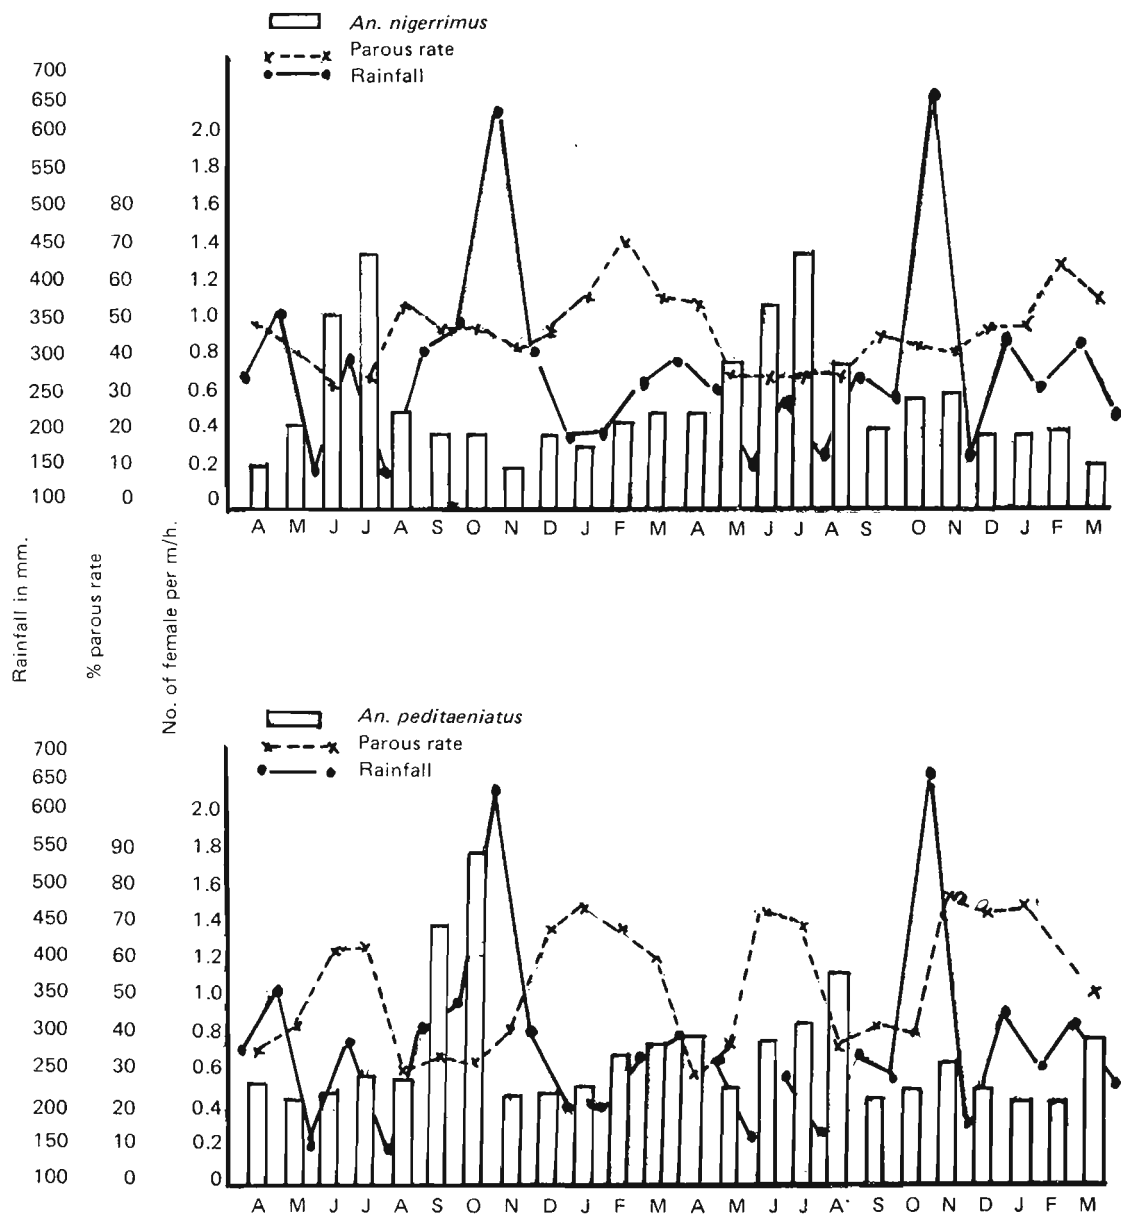 An. nigerrimus
Parous rate
Rainfall
700
650
600 2.0
550 1.8
500 80 1.6
450 70 1.4
400 60 1.2
350 50 1.0
300 40 0.8
250 30 0.6
200 20 0.4
150 10 0.2
100 0 0
A M J J A S O N D J F M A M J J A S O N D J F M
Rainfall in mm.
% parous rate
No. of female per m/h.
An. peditaeniatus
Parous rate
Rainfall
700
650
600 2.0
550 90 1.8
500 80 1.6
450 70 1.4
400 60 1.2
350 50 1.0
300 40 0.8
250 30 0.6
200 20 0.4
150 10 0.2
100 0 0
A M J J A S O N D J F M A M J J A S O N D J F M